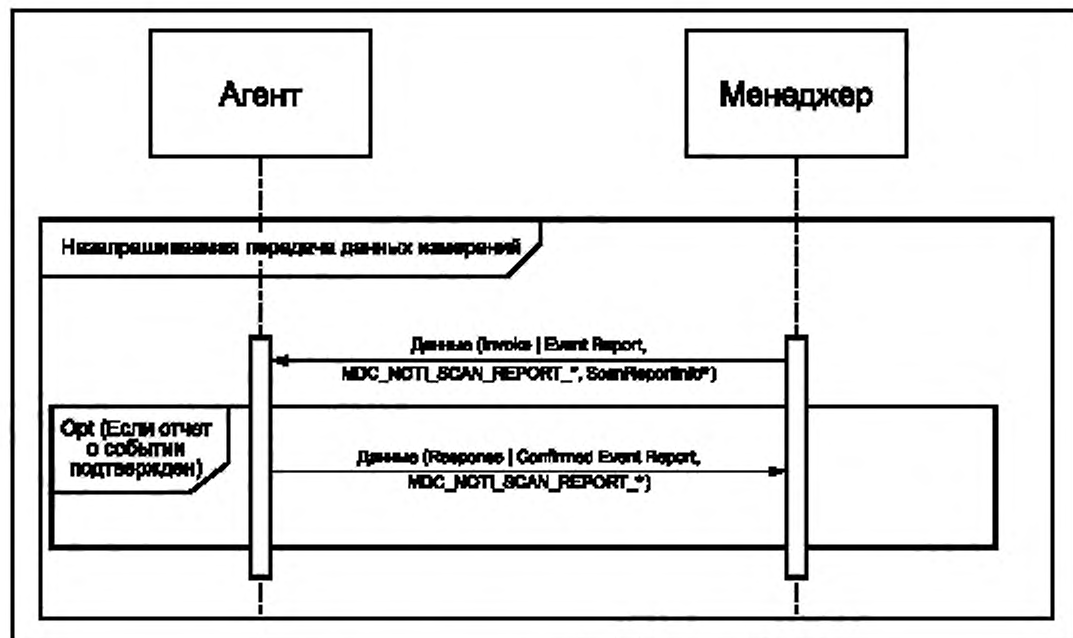 Агент
Менеджер
Незапрашиваемая передача данных измерений
Данные (Invoke | Event Report,
MDC_NOTI_SCAN_REPORT_*, ScanReportInfo*)
Opt (Если отчет
о событии
подтвержден)
Данные (Response | Confirmed Event Report,
MDC_NOTI_SCAN_REPORT_*)